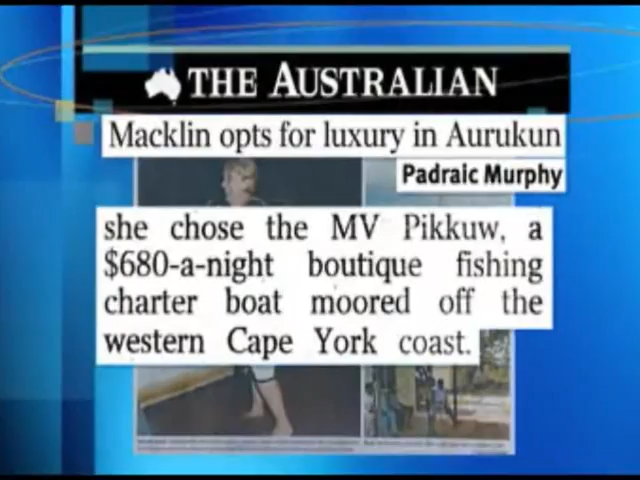 THE AUSTRALIAN
Macklin opts for luxury in Aurukun
Padraic Murphy
she chose the MV Pikkuw, a
$680-a-night boutique fishing
charter boat moored off the
western Cape York coast.